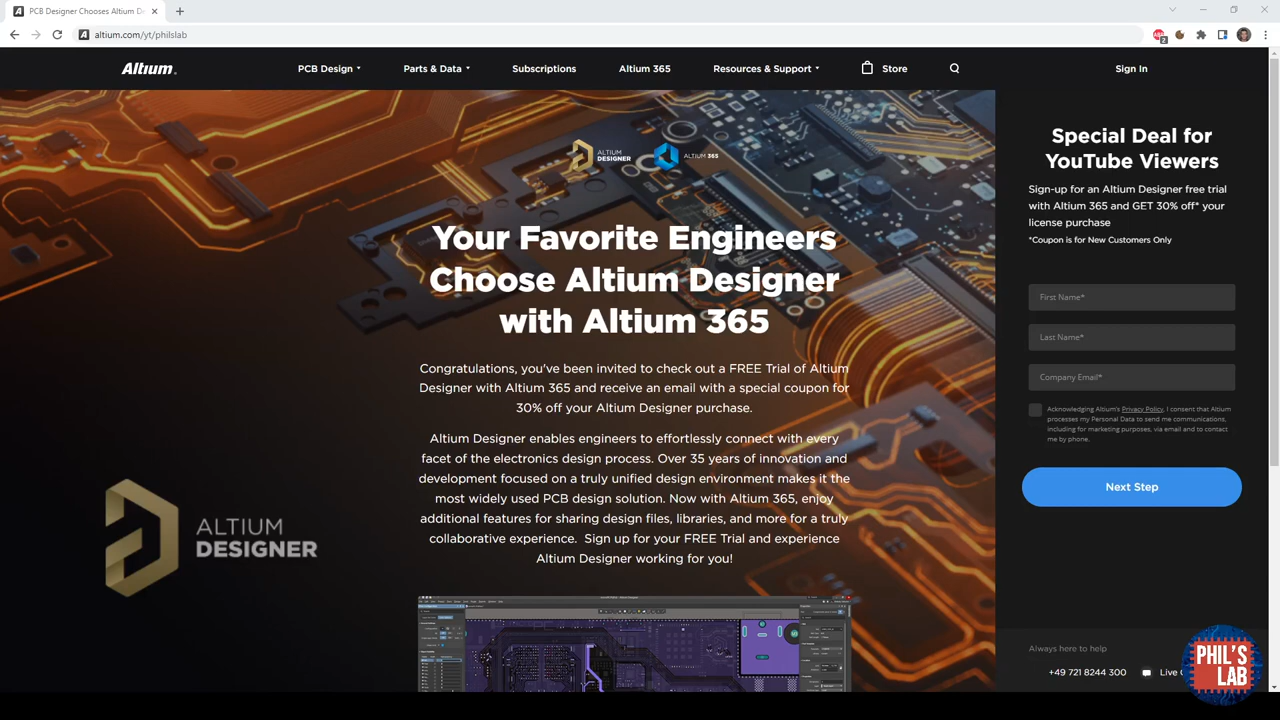 PCB Designer Chooses Altium De
altium.com/yt/philslab
2
Altium.
PCB Design
Parts & Data
Subscriptions
Altium 365
Resources & Support
Store
Sign In
ALTIUM
DESIGNER
ALTIUM 365
Your Favorite Engineers
Choose Altium Designer
with Altium 365
Congratulations, you've been invited to check out a FREE Trial of Altium
Designer with Altium 365 and receive an email with a special coupon for
30% off your Altium Designer purchase.
Altium Designer enables engineers to effortlessly connect with every
facet of the electronics design process. Over 35 years of innovation and
development focused on a truly unified design environment makes it the
most widely used PCB design solution. Now with Altium 365, enjoy
additional features for sharing design files, libraries, and more for a truly
collaborative experience. Sign up for your FREE Trial and experience
Altium Designer working for you!
ALTIUM
DESIGNER
Special Deal for
YouTube Viewers
Sign-up for an Altium Designer free trial
with Altium 365 and GET 30% off* your
license purchase
*Coupon is for New Customers Only
First Name*
Last Name*
Company Email*
Acknowledging Altium's Privacy Policy, I consent that Altium
processes my Personal Data to send me communications,
including for marketing purposes, via email and to contact
me by phone.
Next Step
Always here to help
+49 721 8244 300
Live
PHIL'S
LAB